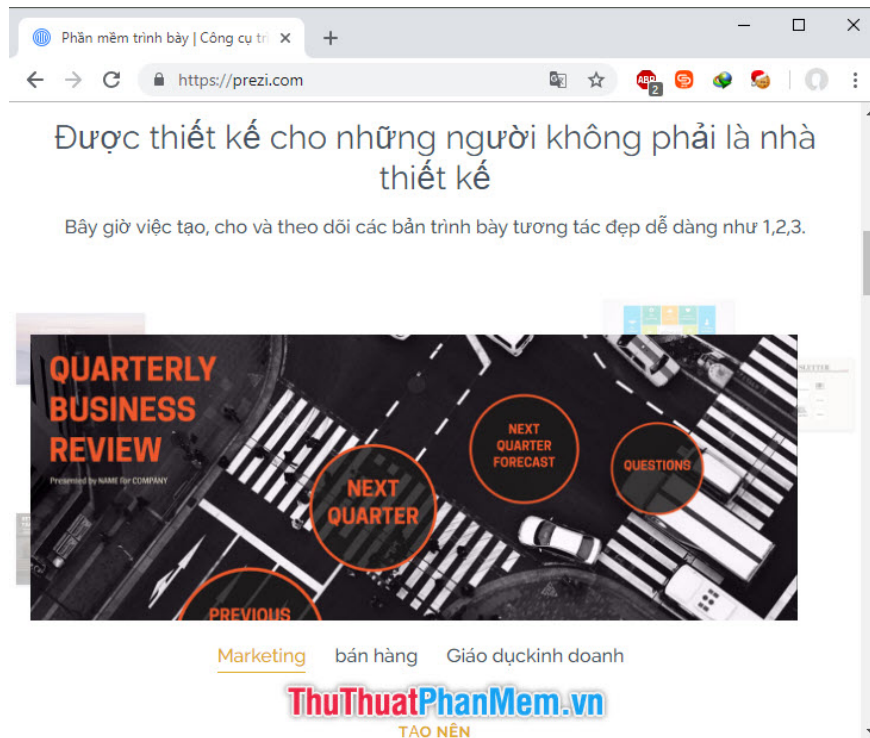 Phần mềm trình bày | Công cụ trì
https://prezi.com
ABP
2
Được thiết kế cho những người không phải là nhà
thiết kế
Bây giờ việc tạo, cho và theo dõi các bản trình bày tương tác đẹp dễ dàng như 1,2,3.
QUARTERLY
BUSINESS
REVIEW
Presented by NAME for COMPANY
NEXT
QUARTER
FORECAST
QUESTIONS
NEXT
QUARTER
PREVIOUS
Marketing bán hàng Giáo dụckinh doanh
ThuThuatPhanMem.vn
TẠO NÊN